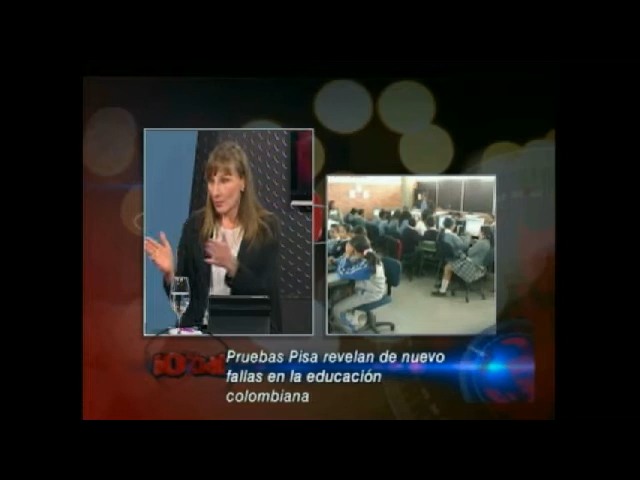 Pruebas Pisa revelan de nuevo
fallas en la educación
colombiana